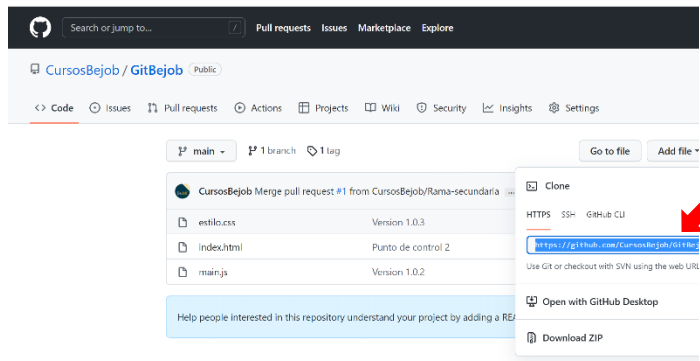 Search or jump to... /
Pull requests Issues Marketplace Explore
CursosBejob / GitBejob Public
<> Code Issues Pull requests Actions Projects Wiki Security Insights Settings
main 1 branch 1 tag Go to file Add file
CursosBejob Merge pull request #1 from CursosBejob/Rama-secundaria ...
estilo.css Version 1.0.3
index.html Punto de control 2
main.js Version 1.0.2
Help people interested in this repository understand your project by adding a REA
Clone
HTTPS SSH GitHub CLI
https://github.com/CursosBejob/GitBej
Use Git or checkout with SVN using the web URL
Open with GitHub Desktop
Download ZIP